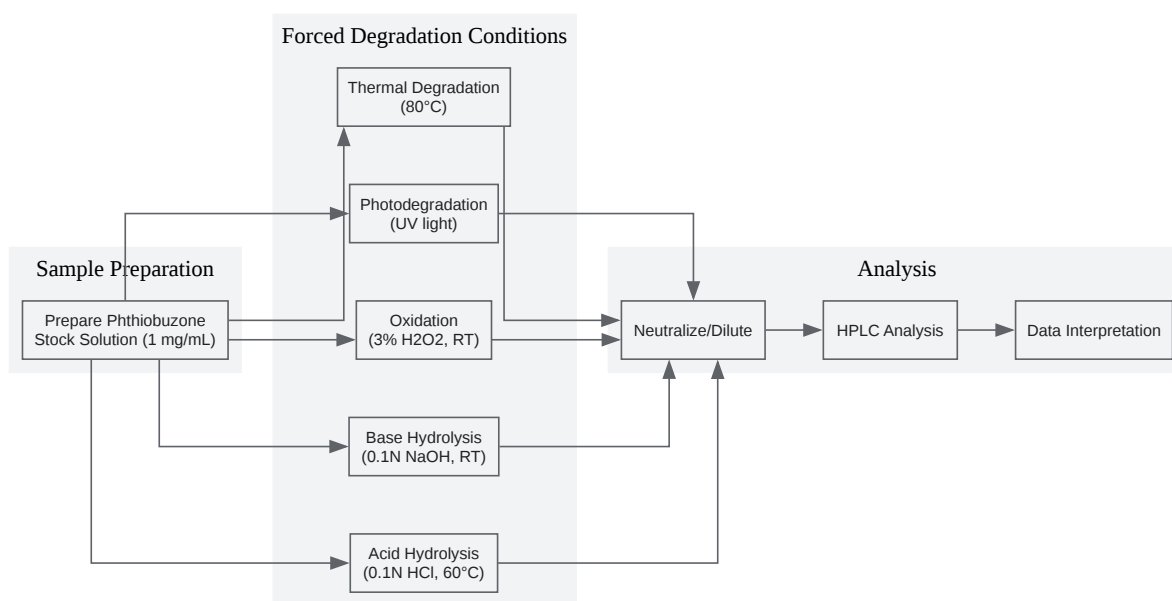 Forced Degradation Conditions
Thermal Degradation
(80°C)
Photodegradation
(UV light)
Sample Preparation
Analysis
Prepare Phthiobuzone
Stock Solution (1 mg/mL)
Oxidation
(3% H2O2, RT)
Neutralize/Dilute
HPLC Analysis
Data Interpretation
Base Hydrolysis
(0.1N NaOH, RT)
Acid Hydrolysis
(0.1N HCl, 60°C)